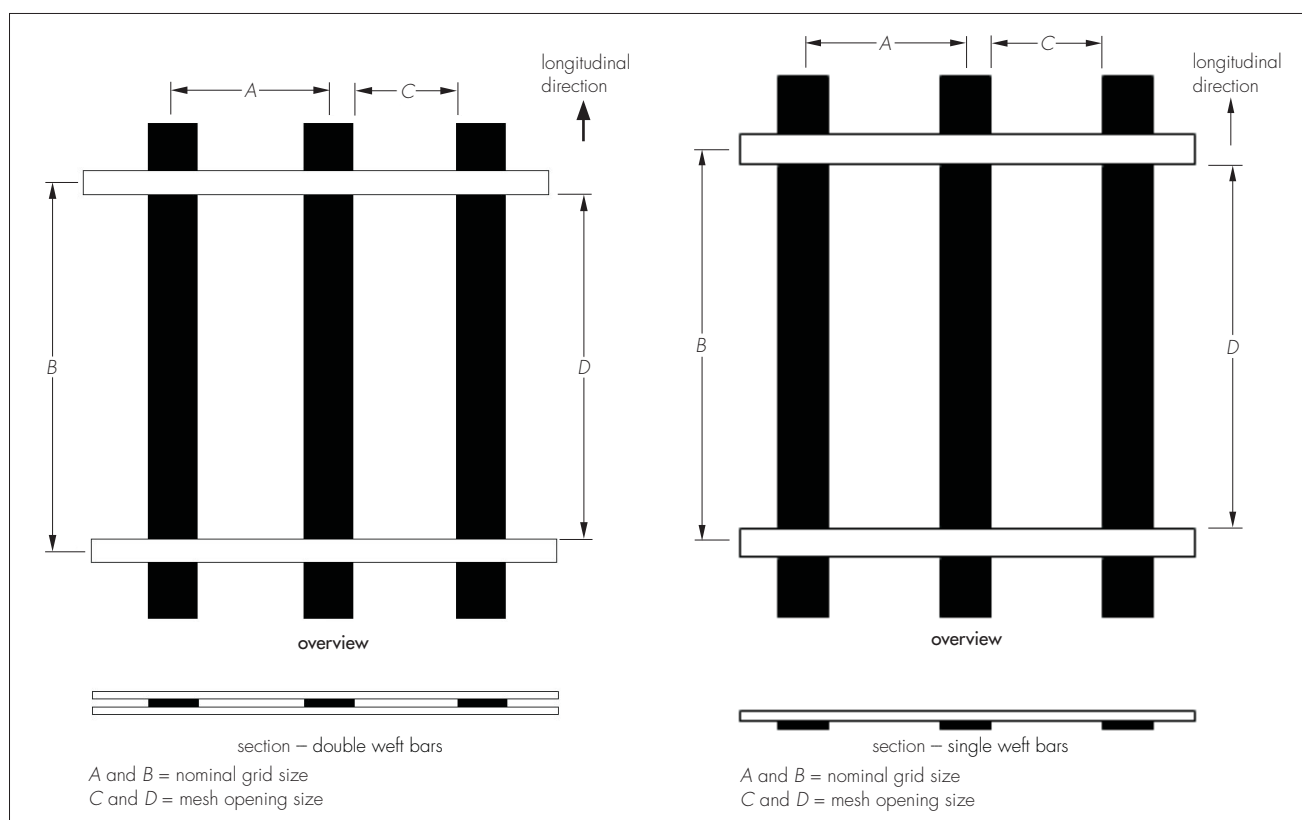 A
C
longitudinal
direction
B
D
overview
section – double weft bars
A and B = nominal grid size
C and D = mesh opening size
A
C
longitudinal
direction
B
D
overview
section – single weft bars
A and B = nominal grid size
C and D = mesh opening size